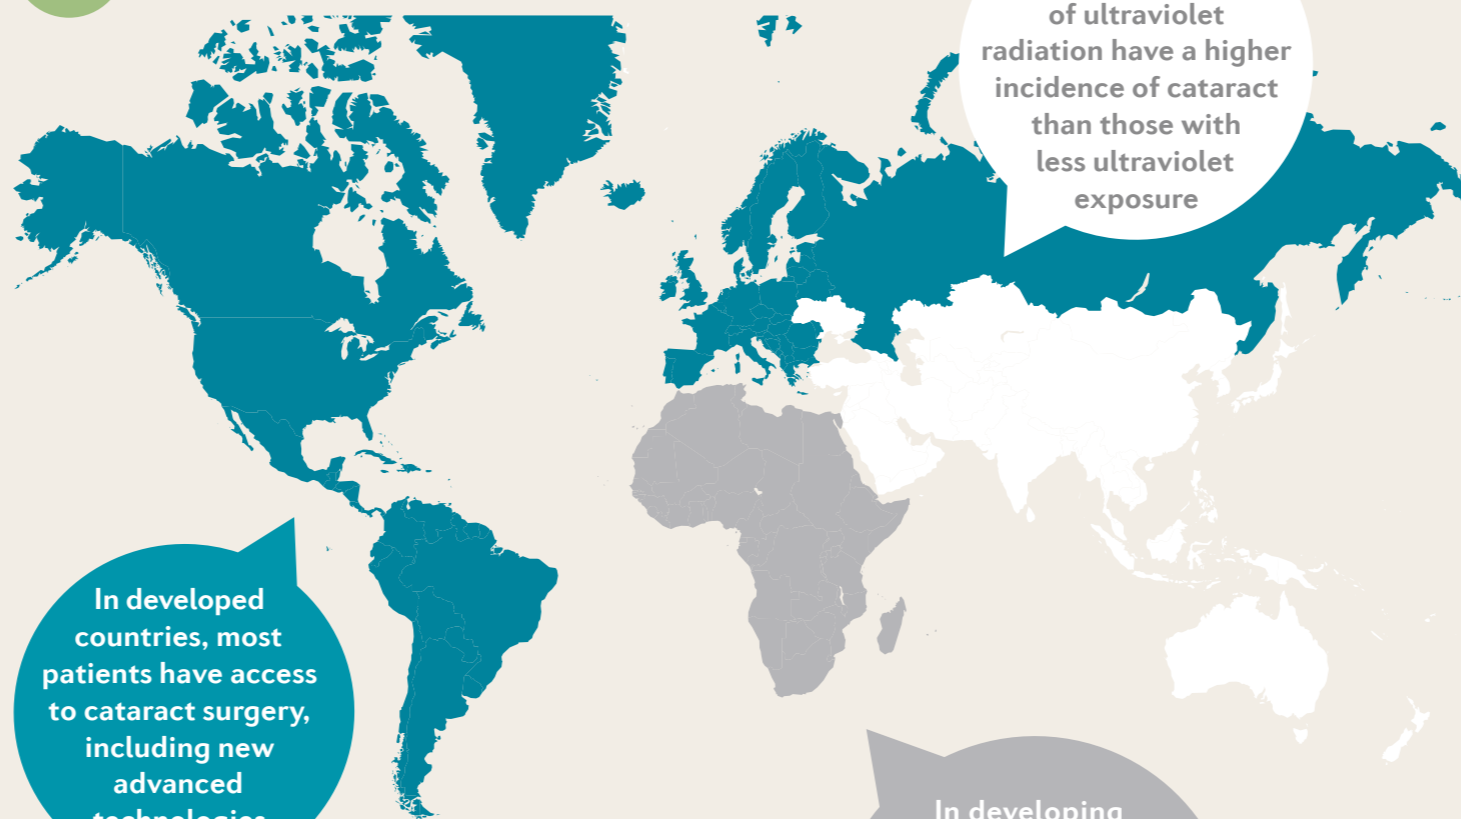 of ultraviolet
radiation have a higher
incidence of cataract
than those with
less ultraviolet
exposure
In developed
countries, most
patients have access
to cataract surgery,
including new
advanced
technologies
In developing